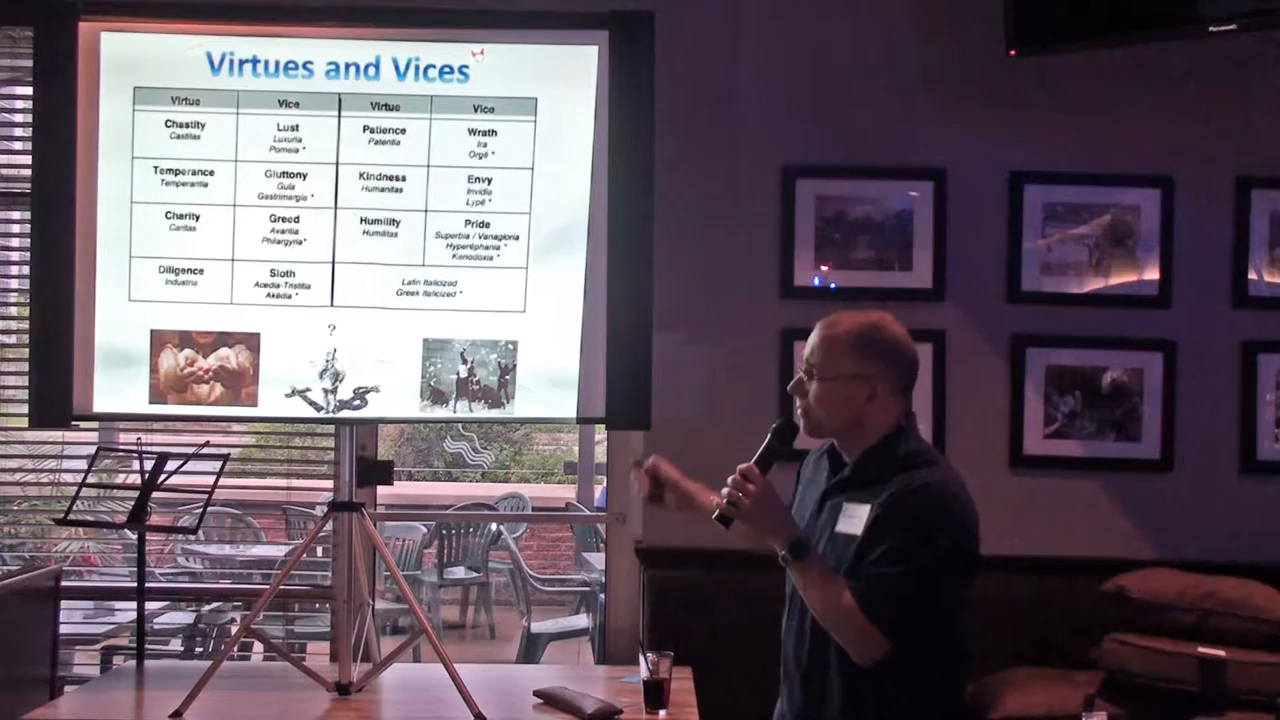 Virtues and Vices
Virtue Vice Virtue Vice
Chastity Lust Patience Wrath
Castitas Luxuria Patentia Ira
Porneia * Orgē *
Temperance Gluttony Kindness Envy
Temperantia Gula Humanitas Invidia
Gastrimargia * Lypē *
Charity Greed Humility Pride
Caritas Avaritia Humilitas Superbia / Vanagloria
Philargyria* Hyperēphania *
Kenodoxia *
Diligence Sloth Latin Italicized
Industria Acedia-Tristitia Greek Italicized *
Akēdia *
?
Panasonic